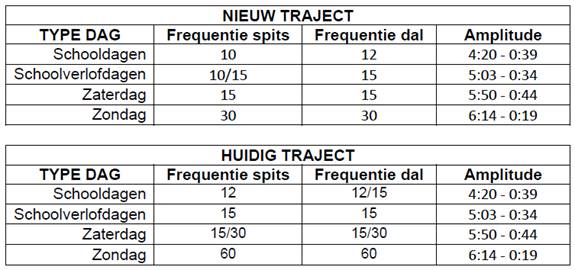 NIEUW TRAJECT
TYPE DAG Frequentie spits Frequentie dal Amplitude
Schooldagen 10 12 4:20 - 0:39
Schoolverlofdagen 10/15 15 5:03 - 0:34
Zaterdag 15 15 5:50 - 0:44
Zondag 30 30 6:14 - 0:19
HUIDIG TRAJECT
TYPE DAG Frequentie spits Frequentie dal Amplitude
Schooldagen 12 12/15 4:20 - 0:39
Schoolverlofdagen 15 15 5:03 - 0:34
Zaterdag 15/30 15/30 5:50 - 0:44
Zondag 60 60 6:14 - 0:19